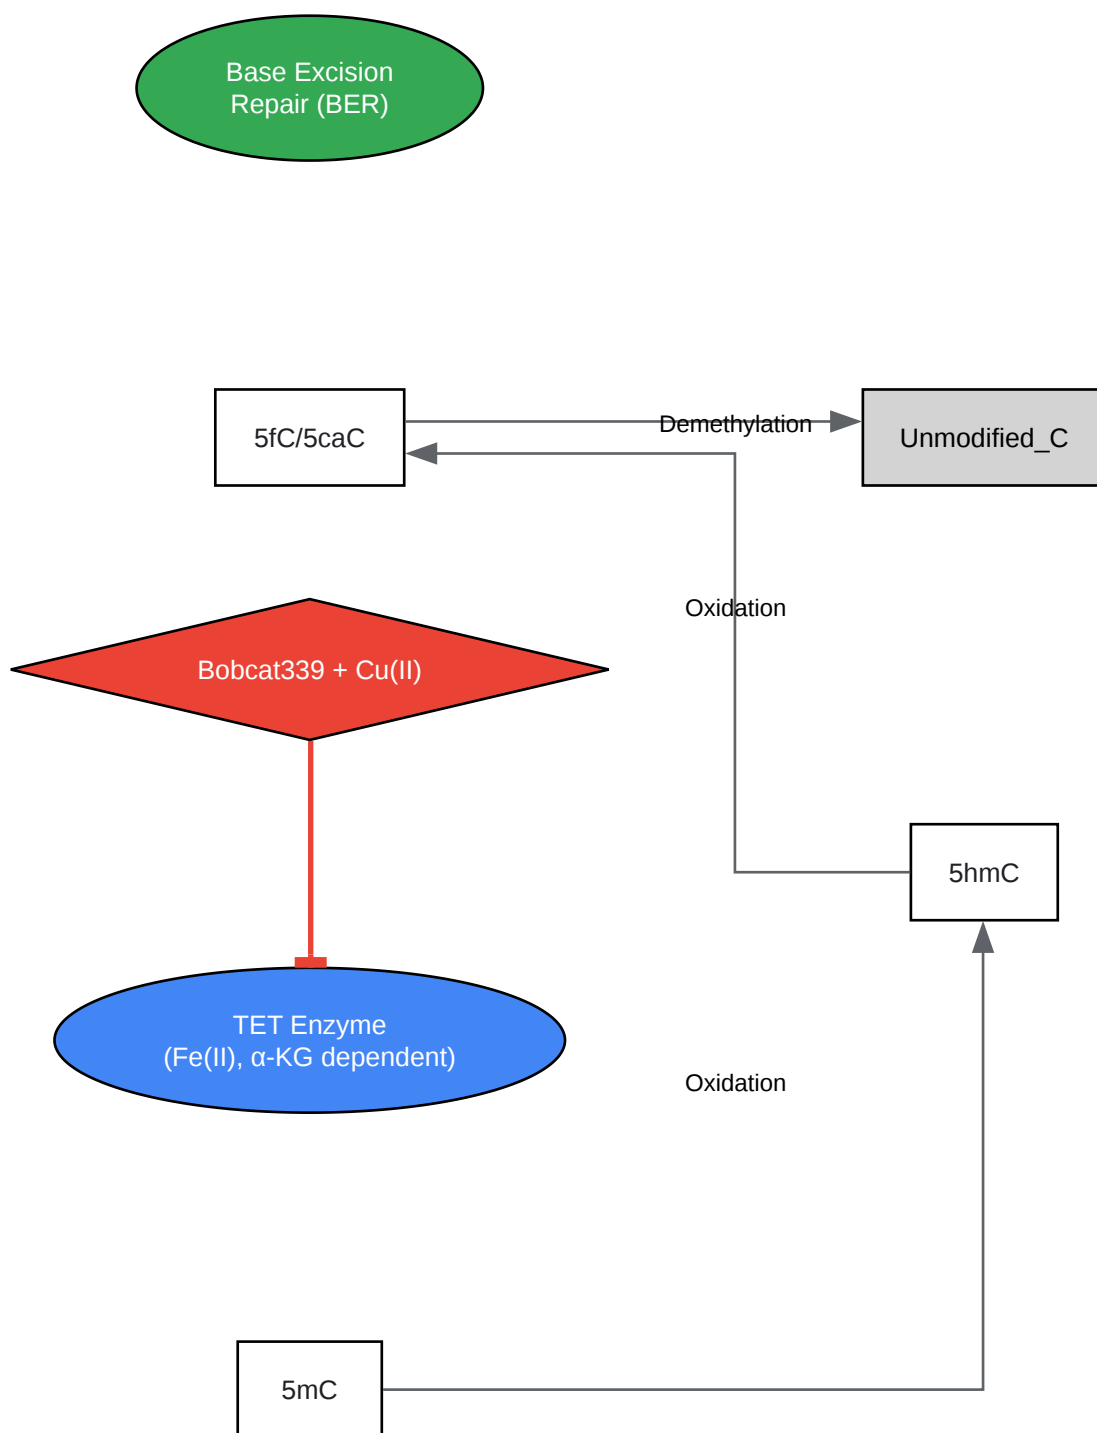 Base Excision
Repair (BER)
5fC/5caC
Demethylation
Unmodified_C
Oxidation
Bobcat339 + Cu(II)
5hmC
TET Enzyme
(Fe(II), α-KG dependent)
Oxidation
5mC